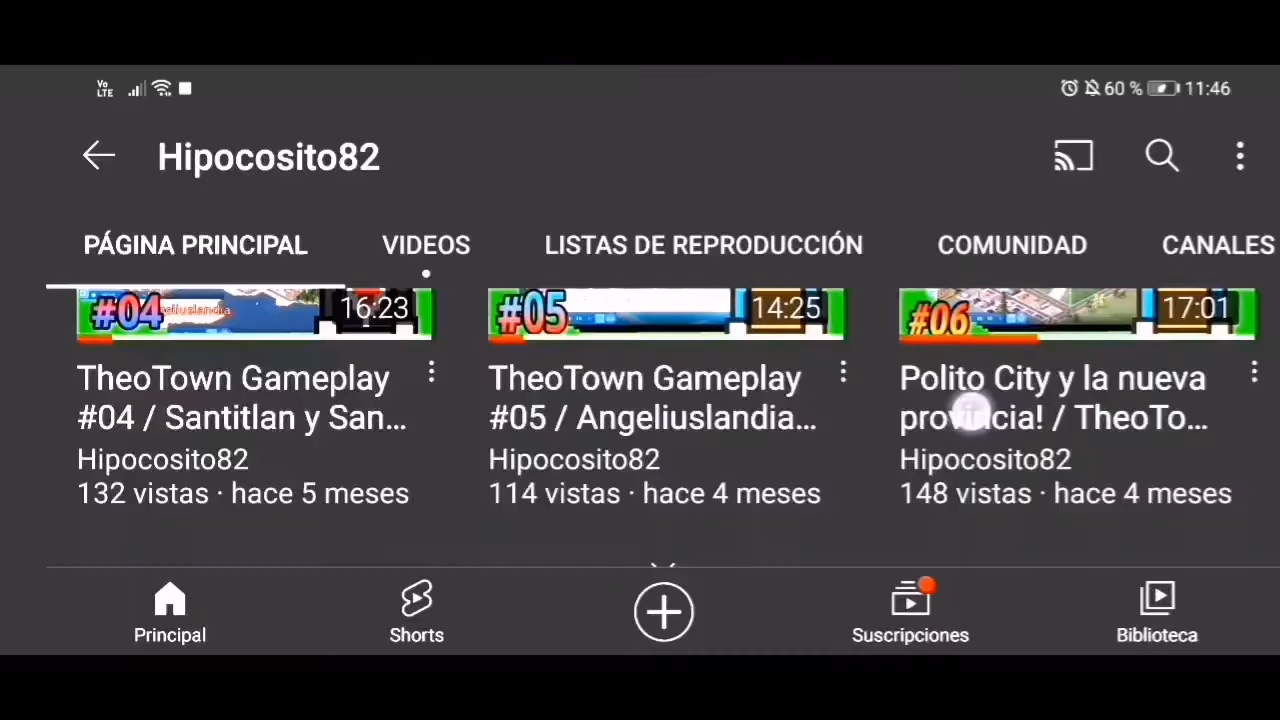 Vo
LTE
60 %
11:46
Hipocosito82
PÁGINA PRINCIPAL
VIDEOS
LISTAS DE REPRODUCCIÓN
COMUNIDAD
CANALES
#04
16:23
#05
14:25
#06
17:01
TheoTown Gameplay
#04 / Santitlan y San...
Hipocosito82
132 vistas · hace 5 meses
TheoTown Gameplay
#05 / Angeliuslandia...
Hipocosito82
114 vistas · hace 4 meses
Polito City y la nueva
provincia! / TheoTo...
Hipocosito82
148 vistas · hace 4 meses
Principal
Shorts
Suscripciones
Biblioteca